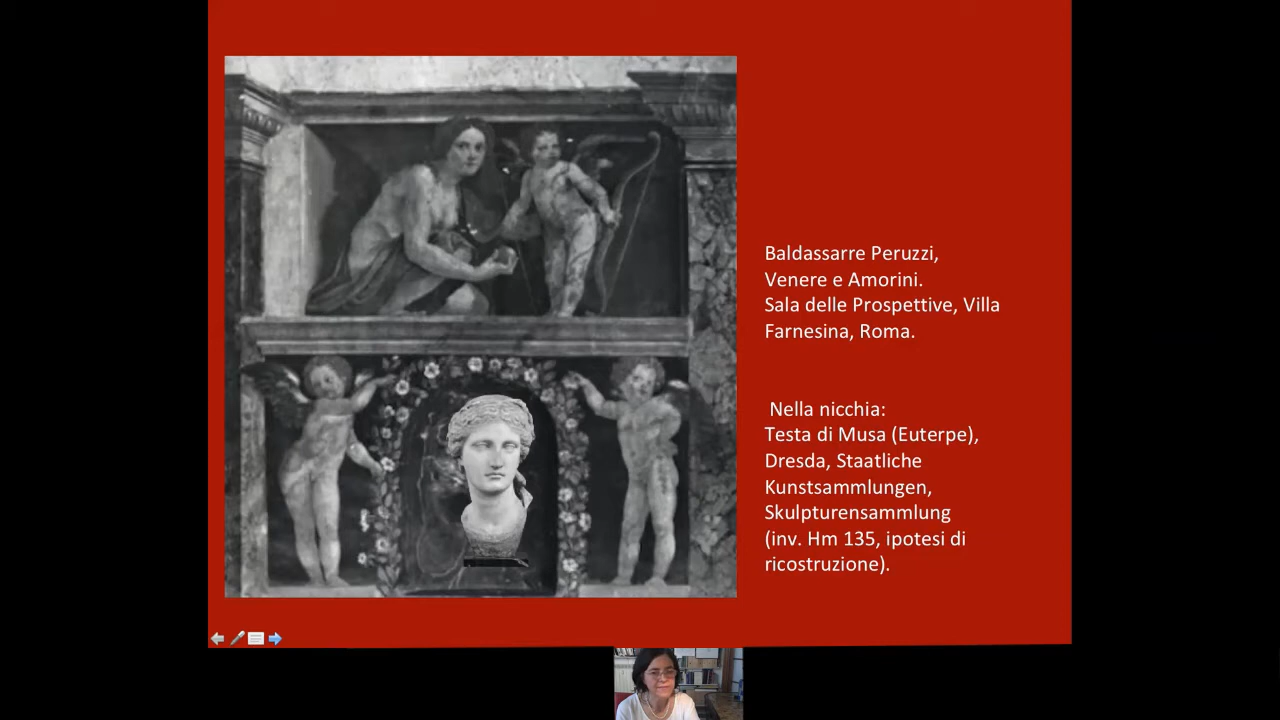 Baldassarre Peruzzi,
Venere e Amorini.
Sala delle Prospettive, Villa
Farnesina, Roma.
Nella nicchia:
Testa di Musa (Euterpe),
Dresda, Staatliche
Kunstsammlungen,
Skulpturensammlung
(inv. Hm 135, ipotesi di
ricostruzione).